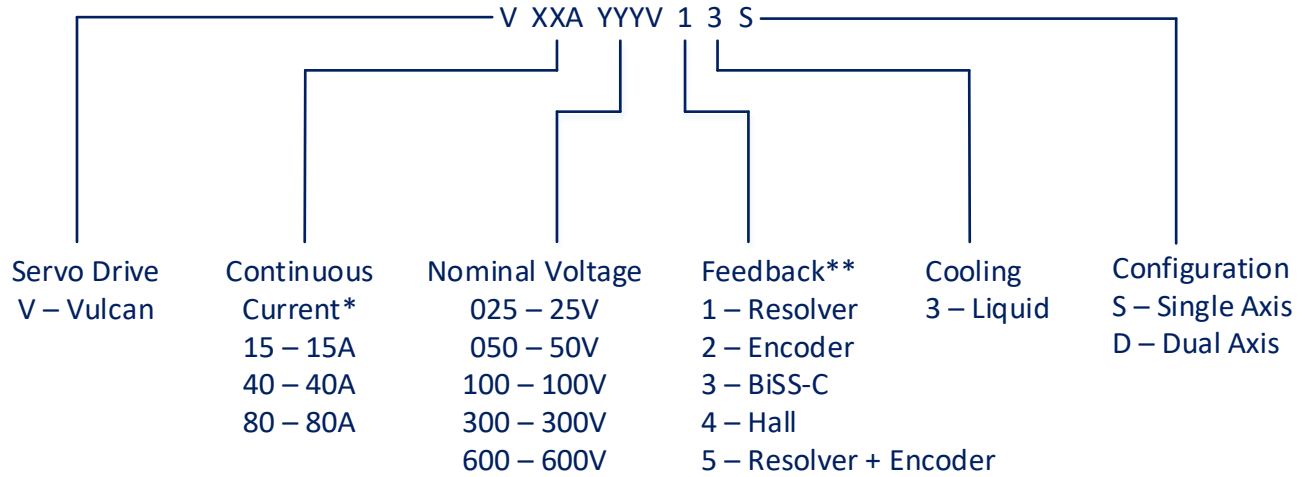 V XXA YYYV 1 3 S
Servo Drive
V – Vulcan
Continuous
Current*
15 – 15A
40 – 40A
80 – 80A
Nominal Voltage
025 – 25V
050 – 50V
100 – 100V
300 – 300V
600 – 600V
Feedback**
1 – Resolver
2 – Encoder
3 – BiSS-C
4 – Hall
5 – Resolver + Encoder
Cooling
3 – Liquid
Configuration
S – Single Axis
D – Dual Axis